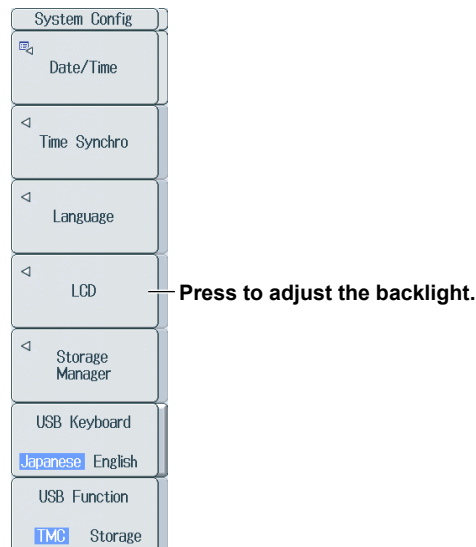 System Config
Date/Time
Time Synchro
Language
LCD
Press to adjust the backlight.
Storage
Manager
USB Keyboard
Japanese English
USB Function
TMC Storage